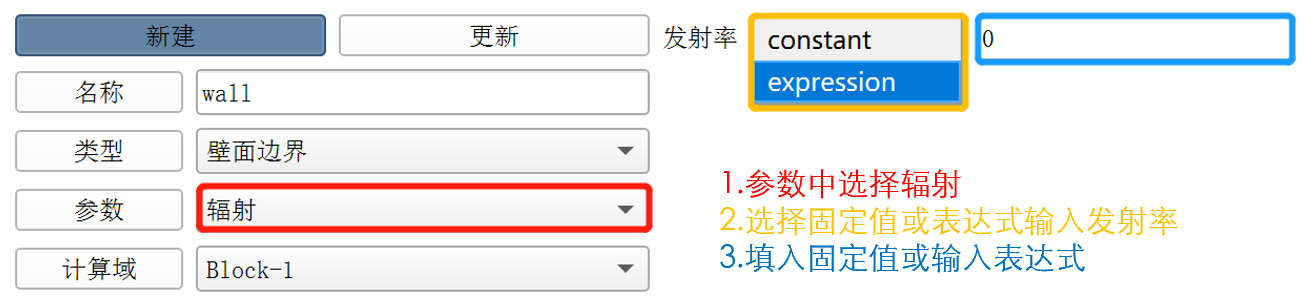 新建
更新
发射率
constant
expression
0
名称
wall
类型
壁面边界
参数
辐射
计算域
Block-1
1.参数中选择辐射
2.选择固定值或表达式输入发射率
3.填入固定值或输入表达式